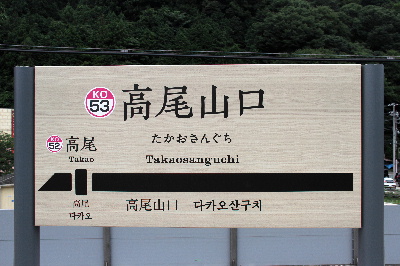 KO
53
高尾山口
たかおさんぐち
Takaosanguchi
KO
52
高尾
Takao
高尾
다카오
高尾山口 다카오산구치